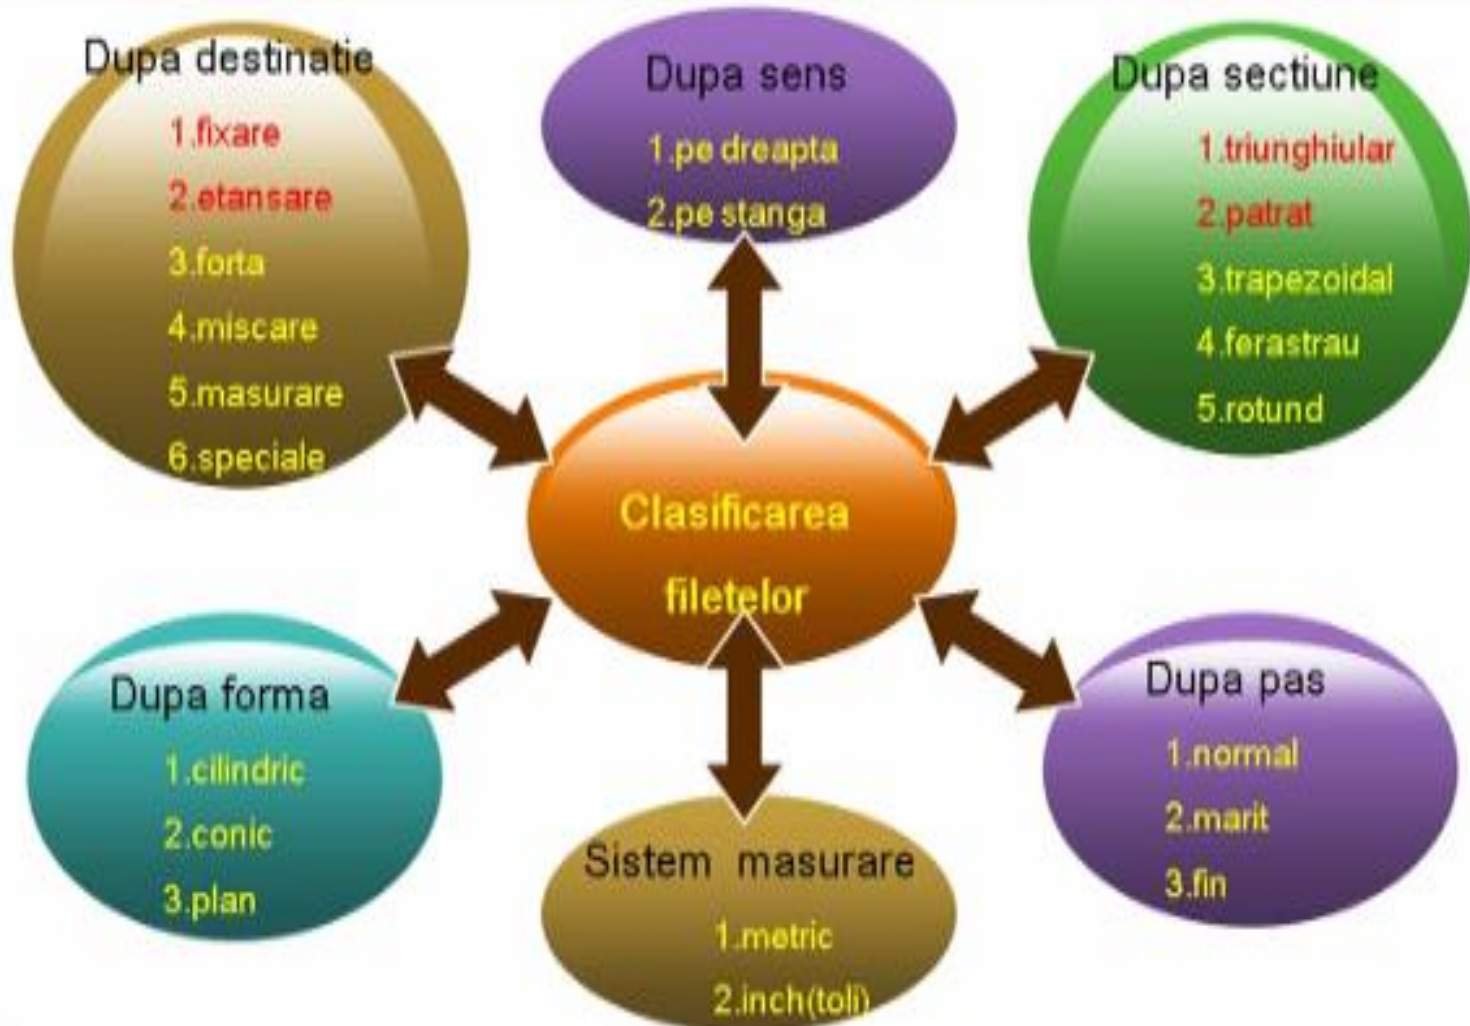 Dupa destinatie
1.fixare
2.etansare
3.forta
4.miscare
5.masurare
6.speciale
Dupa sens
1.pe dreapta
2.pe stanga
Dupa sectiune
1.triunghiular
2.patrat
3.trapezoidal
4.ferastrau
5.rotund
Clasificarea
filetelor
Dupa forma
1.cilindric
2.conic
3.plan
Sistem masurare
1.metric
2.inch(toli)
Dupa pas
1.normal
2.marit
3.fin